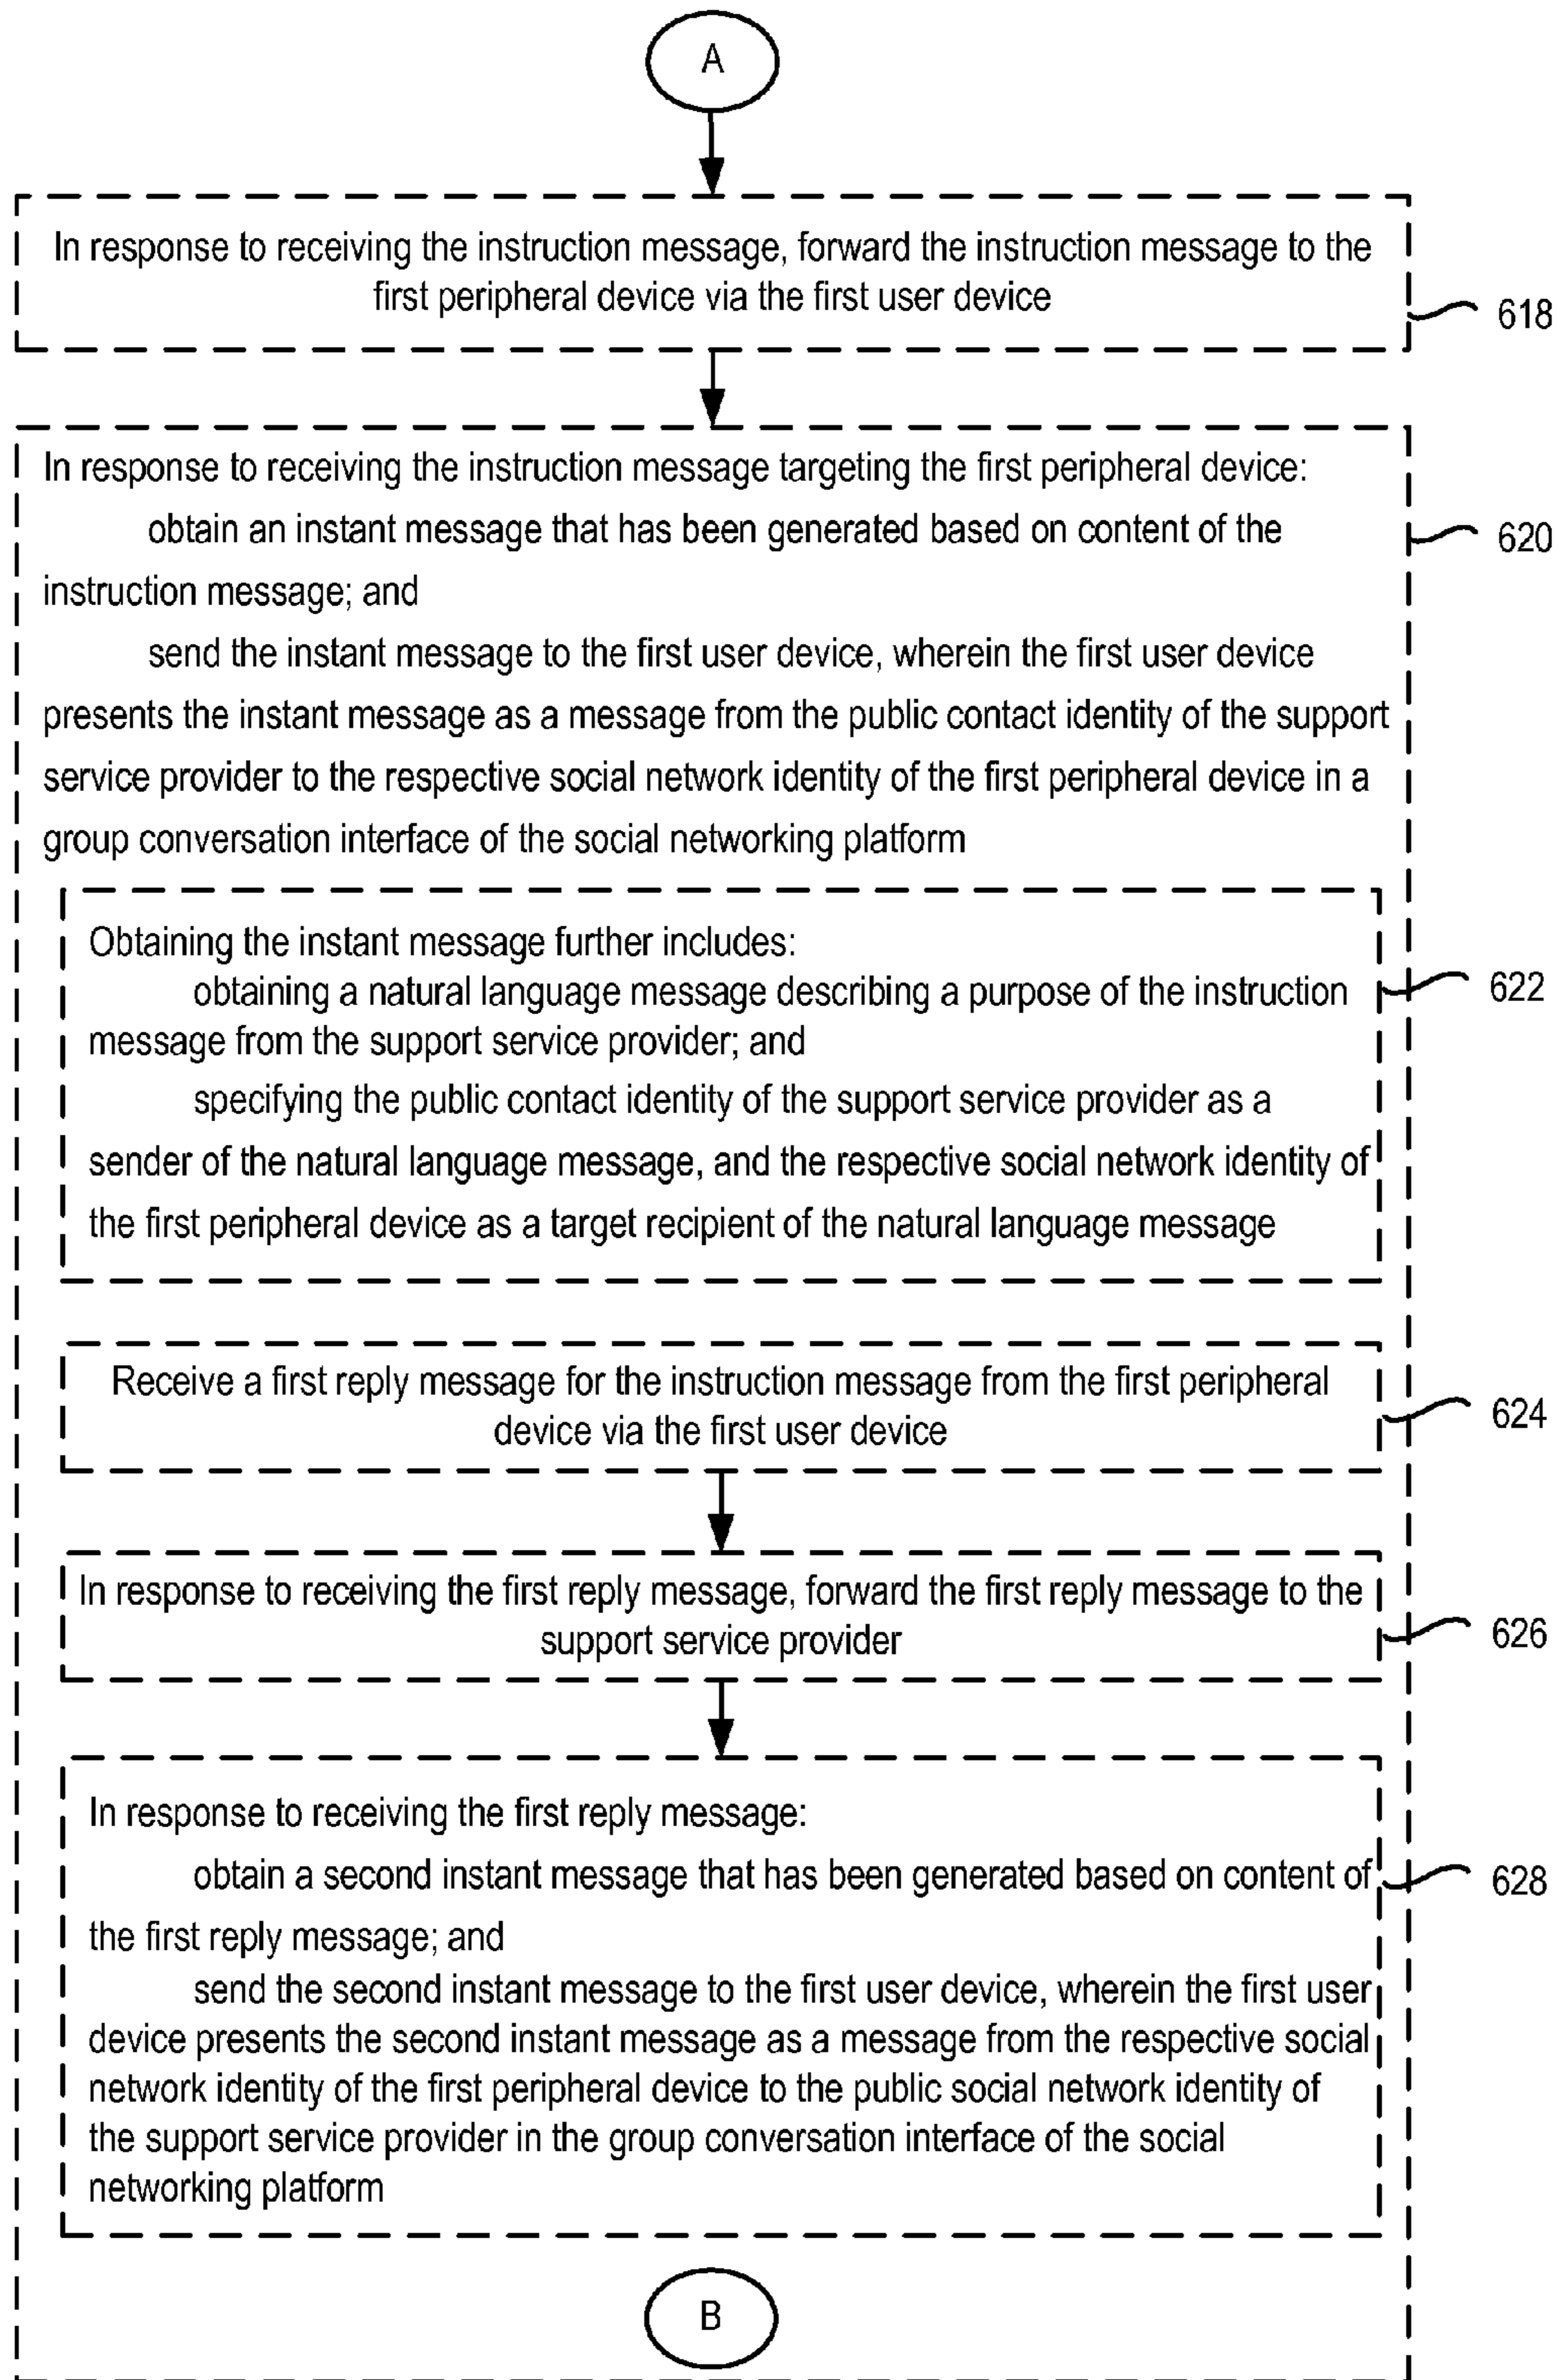 A
In response to receiving the instruction message, forward the instruction message to the
first peripheral device via the first user device
618
In response to receiving the instruction message targeting the first peripheral device:
obtain an instant message that has been generated based on content of the
620
instruction message; and
send the instant message to the first user device, wherein the first user device
presents the instant message as a message from the public contact identity of the support
service provider to the respective social network identity of the first peripheral device in a
group conversation interface of the social networking platform
Obtaining the instant message further includes:
obtaining a natural language message describing a purpose of the instruction
622
message from the support service provider; and
specifying the public contact identity of the support service provider as a
sender of the natural language message, and the respective social network identity of
the first peripheral device as a target recipient of the natural language message
Receive a first reply message for the instruction message from the first peripheral
device via the first user device
624
In response to receiving the first reply message, forward the first reply message to the
support service provider
626
In response to receiving the first reply message:
obtain a second instant message that has been generated based on content of
628
the first reply message; and
send the second instant message to the first user device, wherein the first user
device presents the second instant message as a message from the respective social
network identity of the first peripheral device to the public social network identity of
the support service provider in the group conversation interface of the social
networking platform
B